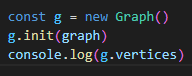 const g = new Graph()
g.init(graph)
console.log(g.vertices)